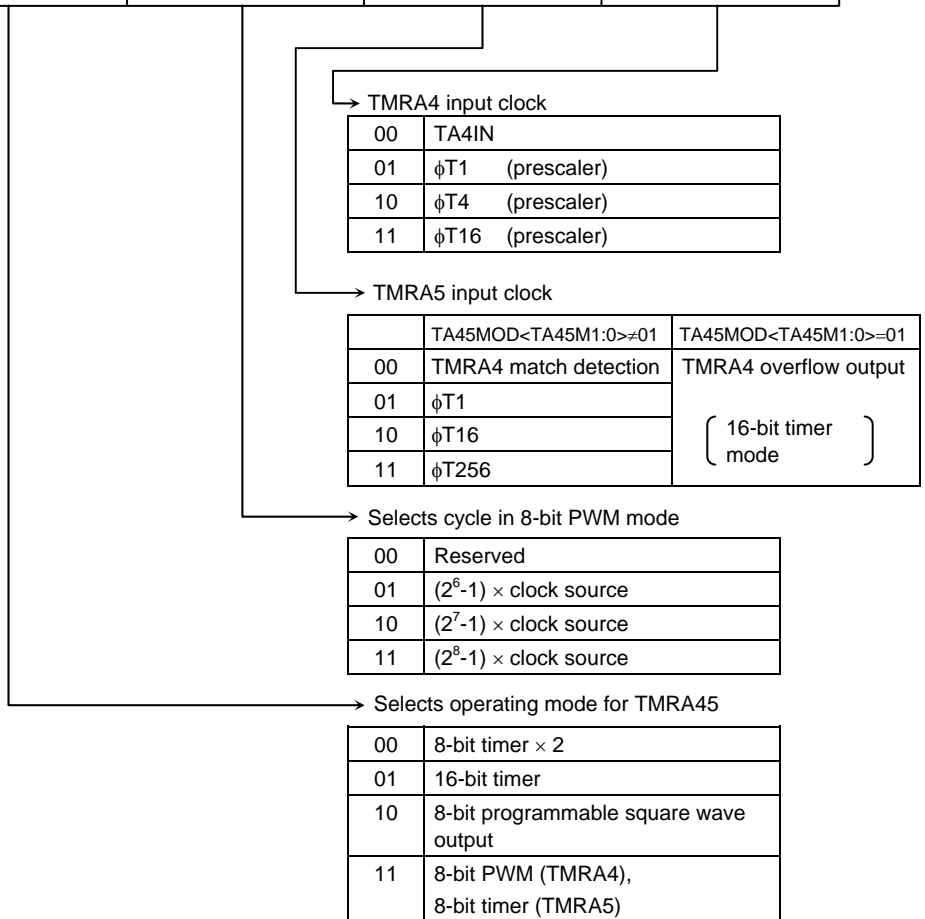 TMRA4 input clock
00 TA4IN
01 ϕT1 (prescaler)
10 ϕT4 (prescaler)
11 ϕT16 (prescaler)
TMRA5 input clock
TA45MOD<TA45M1:0>≠01 TA45MOD<TA45M1:0>=01
00 TMRA4 match detection TMRA4 overflow output
01 ϕT1
10 ϕT16
11 ϕT256
16-bit timer
mode
Selects cycle in 8-bit PWM mode
00 Reserved
01 (2⁶-1) × clock source
10 (2⁷-1) × clock source
11 (2⁸-1) × clock source
Selects operating mode for TMRA45
00 8-bit timer × 2
01 16-bit timer
10 8-bit programmable square wave
output
11 8-bit PWM (TMRA4),
8-bit timer (TMRA5)